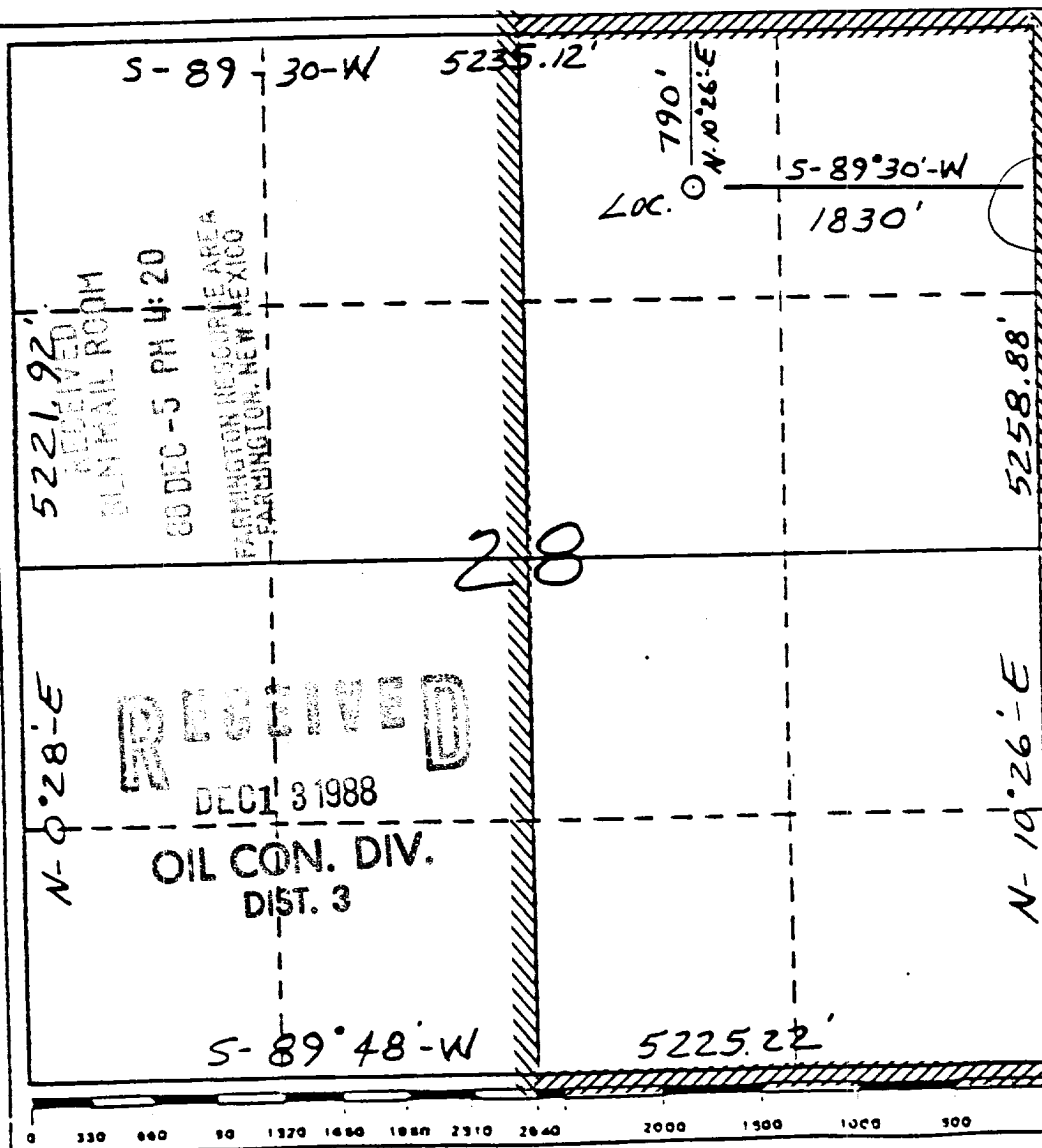 S-89-30-W 5235.12'
790'
N-10°26'-E
S-89°30'-W
LOC.
1830'
5221.92'
RECEIVED
BLM MAIL ROOM
88 DEC -5 PM 4:20
FARMINGTON RESOURCE AREA
FARMINGTON, NEW MEXICO
5258.88'
28
N-0°28'-E
RECEIVED
DEC 13 1988
OIL CON. DIV.
DIST. 3
N-10°26'-E
S-89°48'-W 5225.22'
0 330 660 90 1320 1650 1980 2310 2640 2000 1500 1000 500